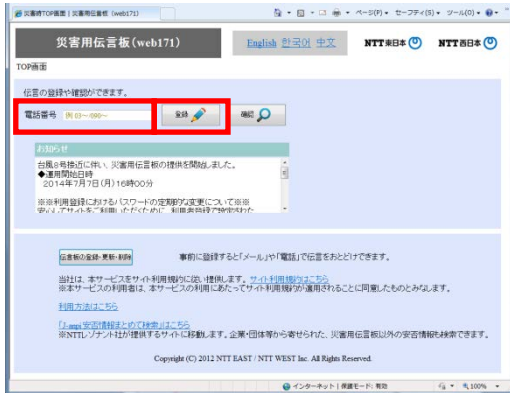 災害時TOP画面 | 災害用伝言板 (web171)
ページ(P) セーフティ(S) ツール(O)
災害用伝言板(web171)
English 한국어 中文
NTT東日本 NTT西日本
TOP画面
伝言の登録や確認ができます。
電話番号 例 03~/090~ 登録 確認
お知らせ
台風8号接近に伴い、災害用伝言板の提供を開始しました。
◆運用開始日時
2014年7月7日(月)16時00分
※※利用登録におけるパスワードの定期的な変更について※※
伝言板の登録・更新・削除 事前に登録すると「メール」や「電話」で伝言をおとどけできます。
当社は、本サービスをサイト利用規約に従い提供します。サイト利用規約はこちら
※本サービスの利用者は、本サービスの利用にあたってサイト利用規約が適用されることに同意したものとみなします。
利用方法はこちら
「J-anpi 安否情報まとめて検索」はこちら
※NTTレゾナント社が提供するサイトに移動します。企業・団体等から寄せられた、災害用伝言板以外の安否情報も検索できます。
Copyright (C) 2012 NTT EAST / NTT WEST Inc. All Rights Reserved.
インターネット | 保護モード: 有効 100%